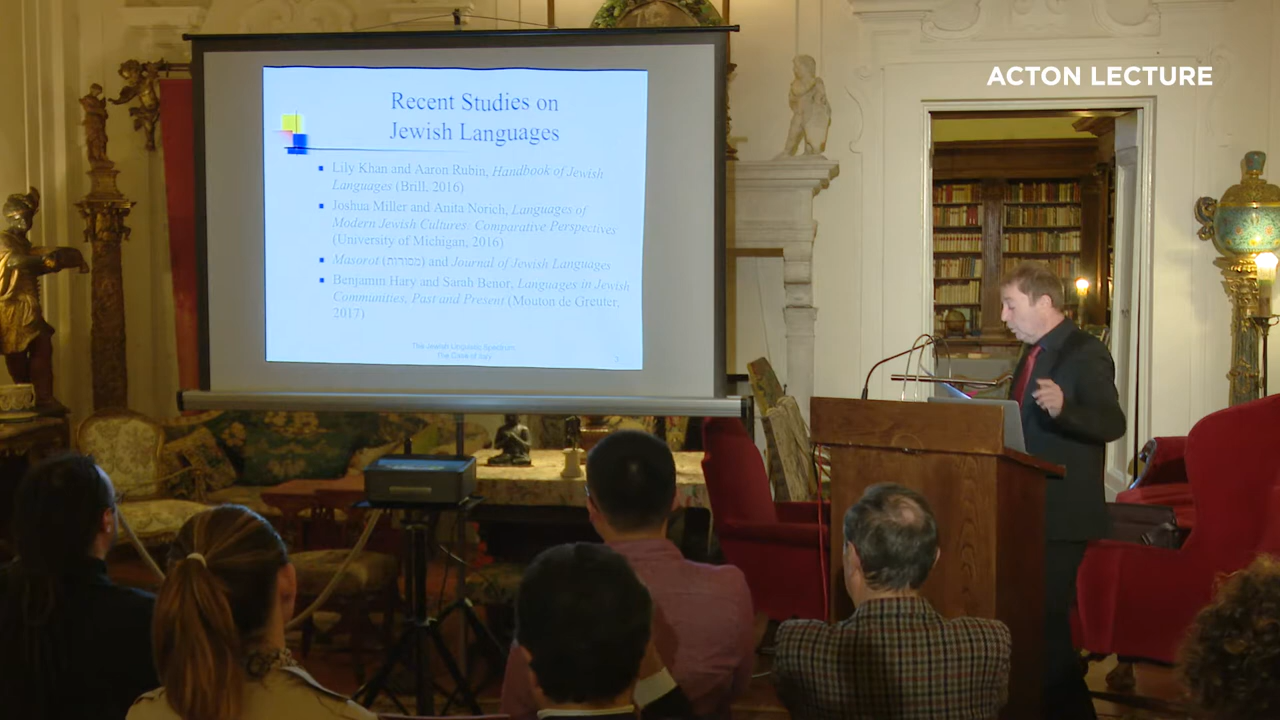 ACTON LECTURE
Recent Studies on
Jewish Languages
Lily Khan and Aaron Rubin, Handbook of Jewish
Languages (Brill, 2016)
Joshua Miller and Anita Norich, Languages of
Modern Jewish Cultures: Comparative Perspectives
(University of Michigan, 2016)
Masorot (מסורות) and Journal of Jewish Languages
Benjamin Hary and Sarah Benor, Languages in Jewish
Communities, Past and Present (Mouton de Greuter,
2017)
The Jewish Linguistic Spectrum:
The Case of Italy